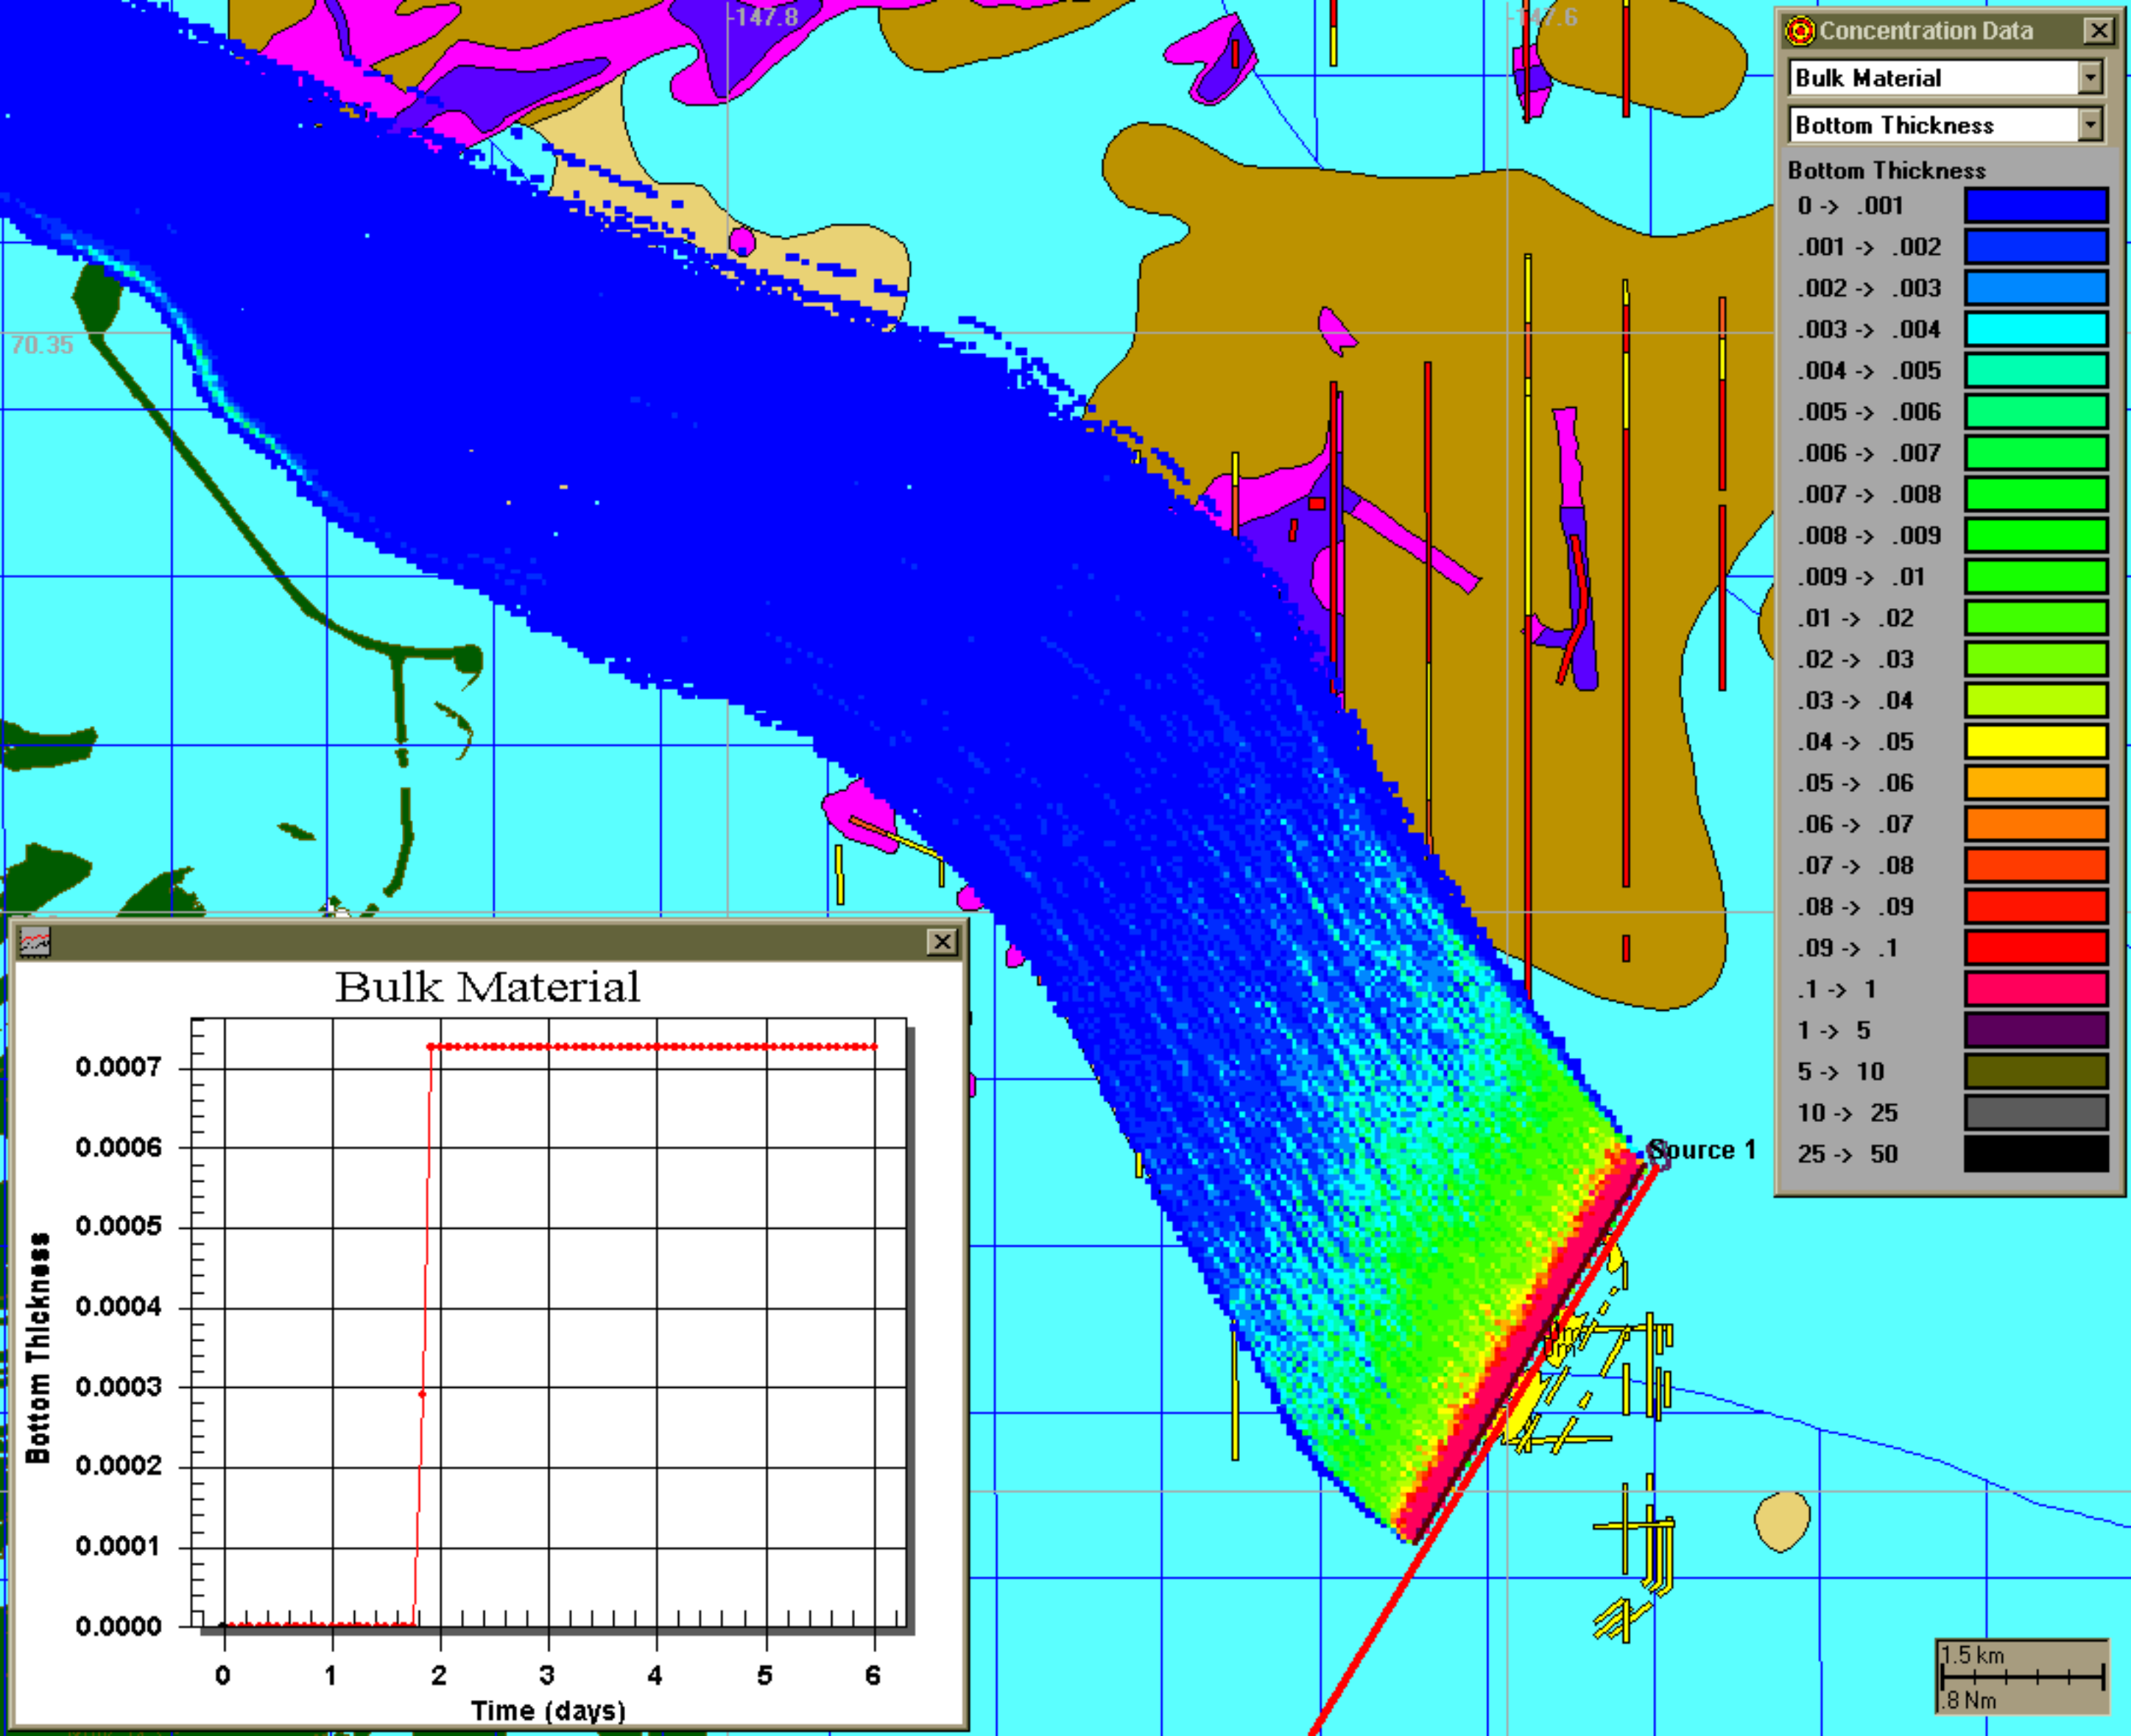 -147.8
-147.6
70.35
Source 1
Concentration Data
Bulk Material
Bottom Thickness
Bottom Thickness
0 -> .001
.001 -> .002
.002 -> .003
.003 -> .004
.004 -> .005
.005 -> .006
.006 -> .007
.007 -> .008
.008 -> .009
.009 -> .01
.01 -> .02
.02 -> .03
.03 -> .04
.04 -> .05
.05 -> .06
.06 -> .07
.07 -> .08
.08 -> .09
.09 -> .1
.1 -> 1
1 -> 5
5 -> 10
10 -> 25
25 -> 50
Bulk Material
Bottom Thickness
0.0007
0.0006
0.0005
0.0004
0.0003
0.0002
0.0001
0.0000
0 1 2 3 4 5 6
Time (days)
1.5 km
.8 Nm